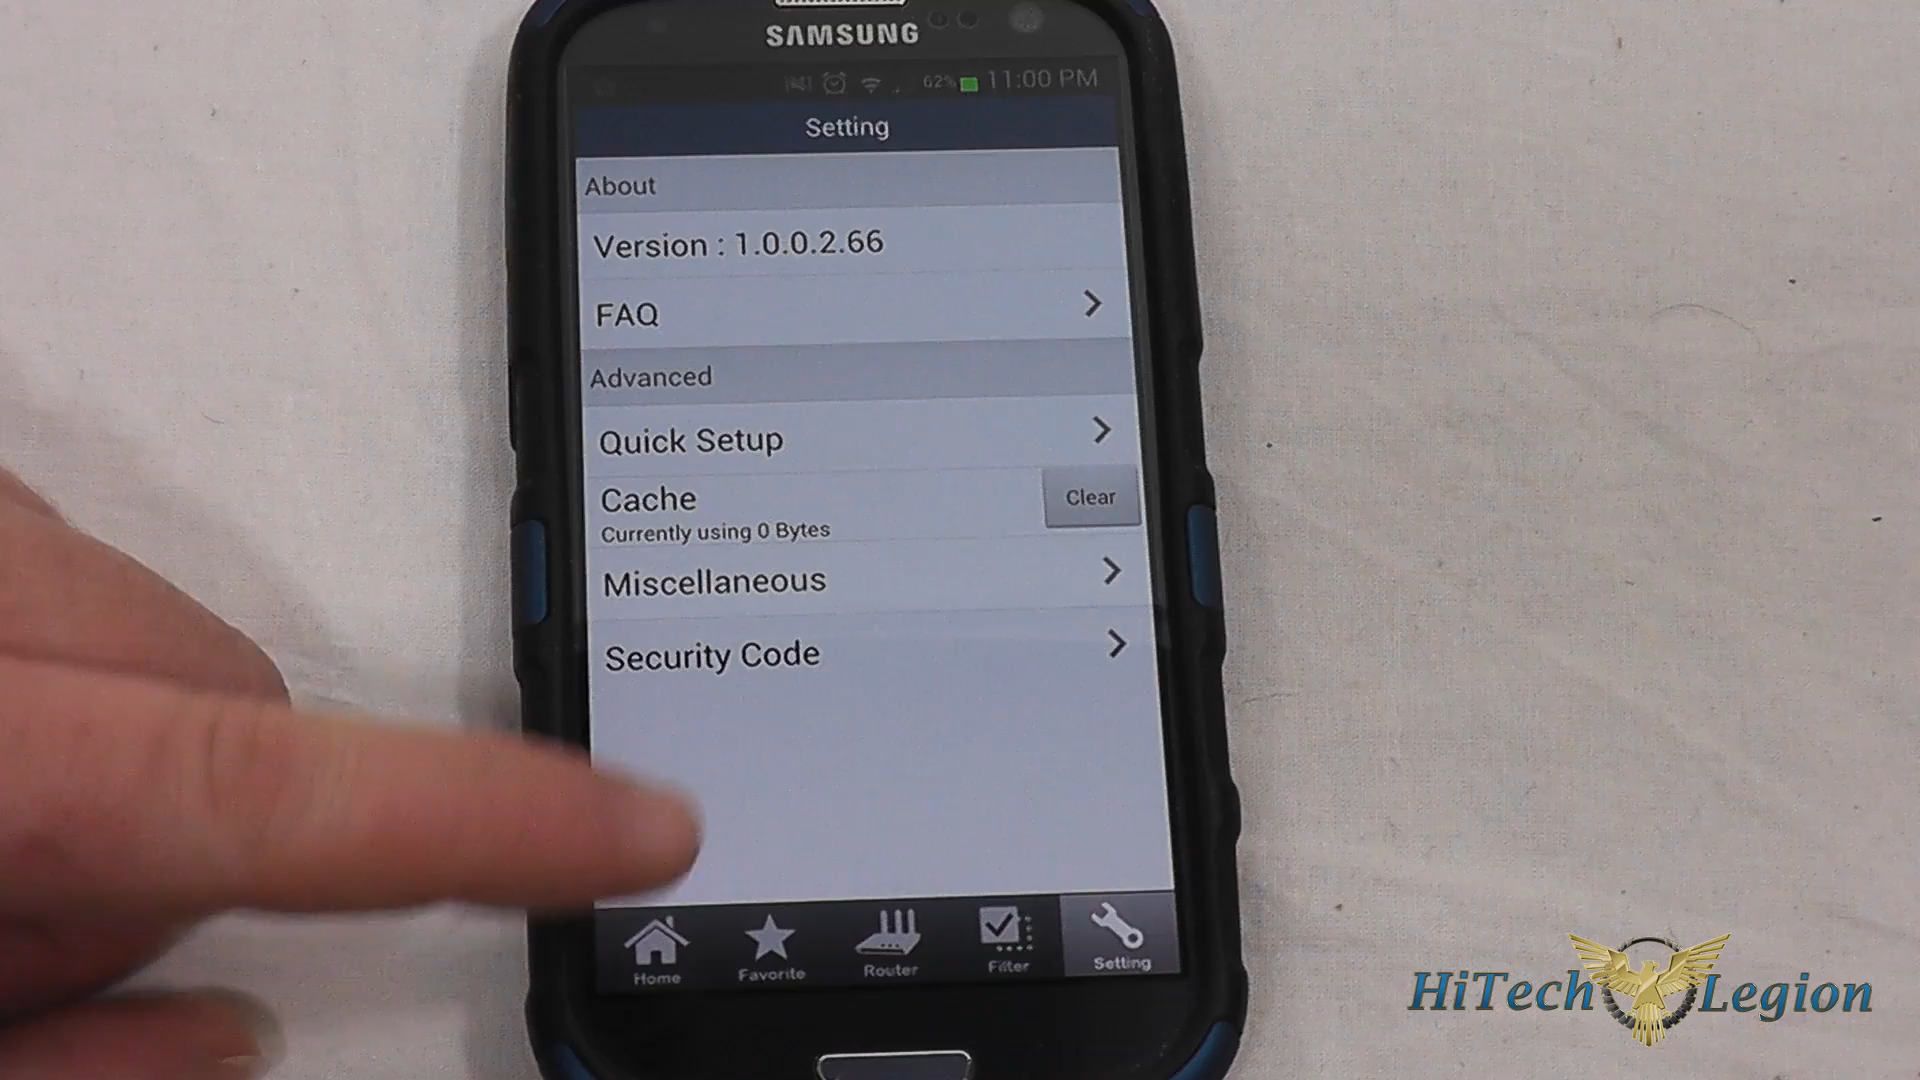 SAMSUNG
62% 11:00 PM
Setting
About
Version : 1.0.0.2.66
FAQ
Advanced
Quick Setup
Cache
Clear
Currently using 0 Bytes
Miscellaneous
Security Code
Home Favorite Router Filter Setting
HiTech Legion